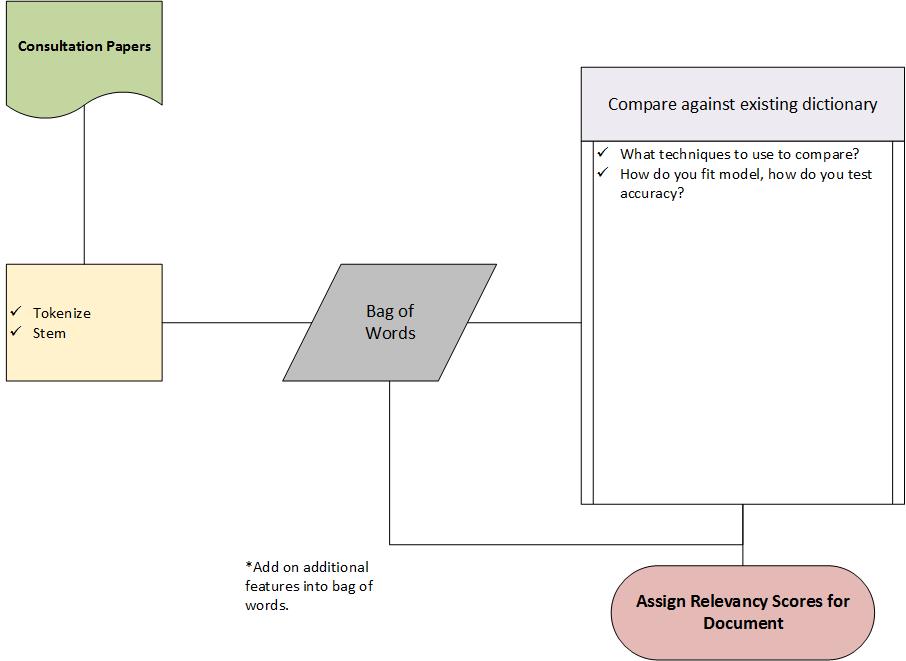 Consultation Papers
Compare against existing dictionary
✓ What techniques to use to compare?
✓ How do you fit model, how do you test
accuracy?
✓ Tokenize
✓ Stem
Bag of
Words
*Add on additional
features into bag of
words.
Assign Relevancy Scores for
Document